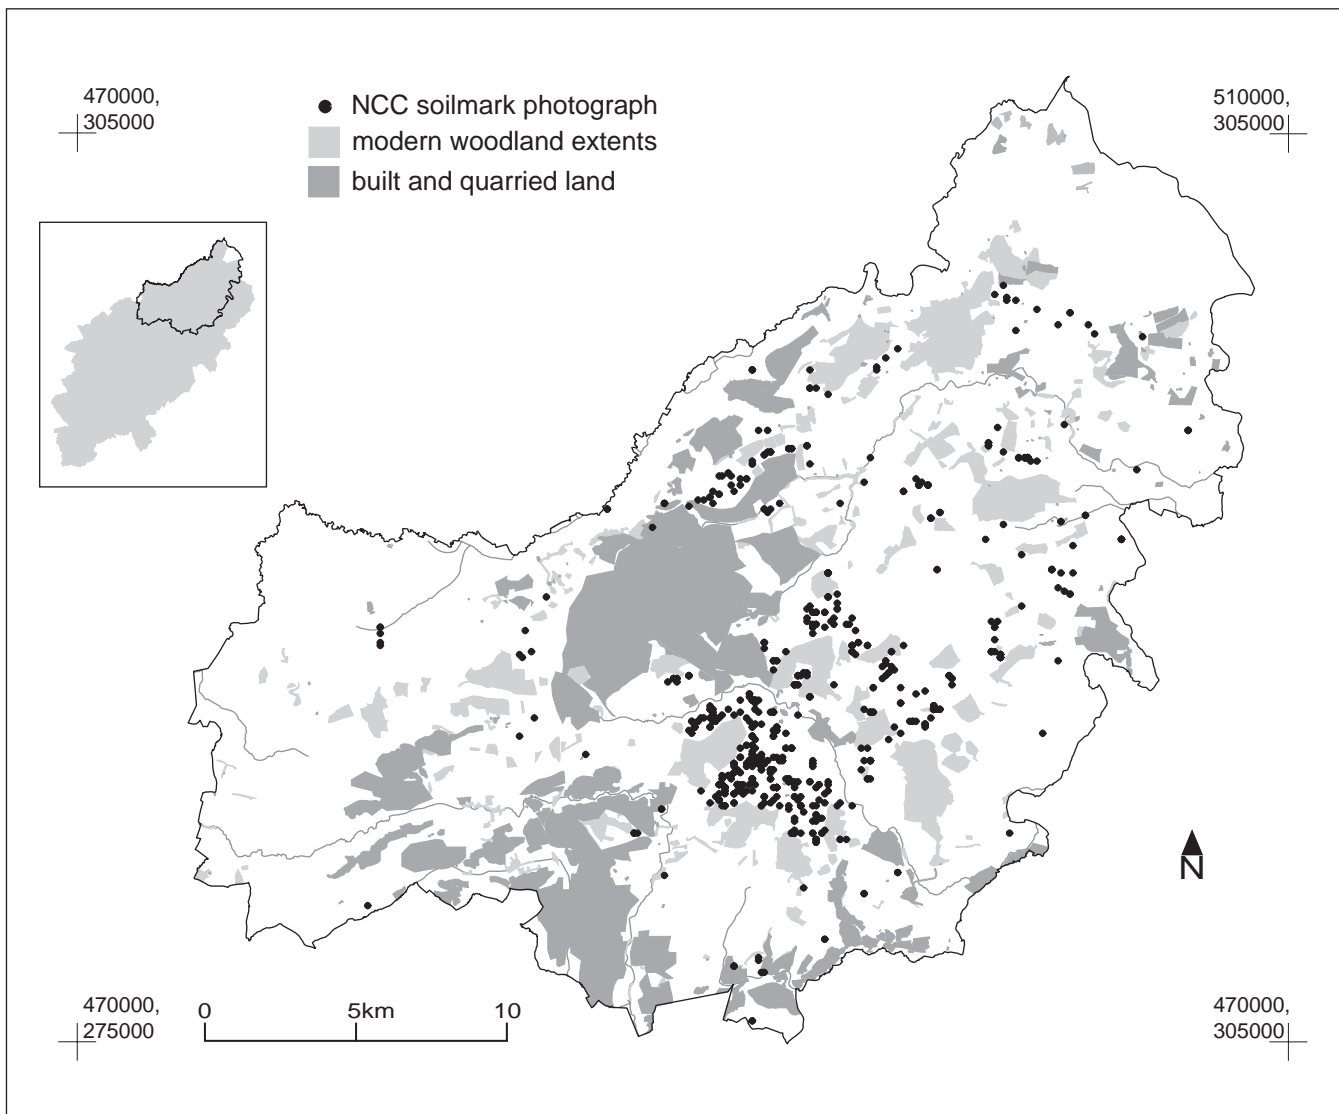 470000,
305000
NCC soilmark photograph
modern woodland extents
built and quarried land
510000,
305000
N
470000,
275000
0 5km 10
470000,
305000